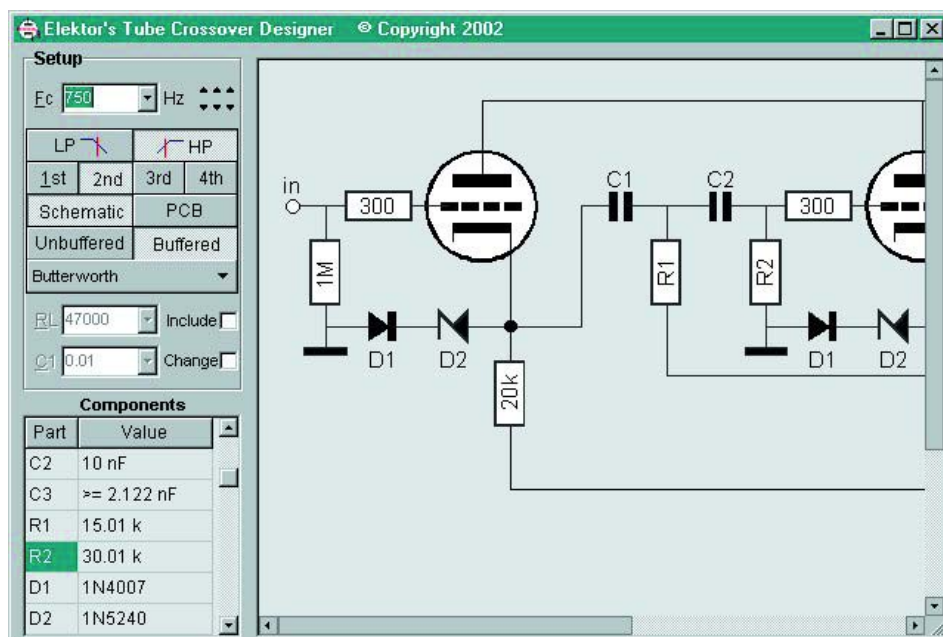 Elektor's Tube Crossover Designer © Copyright 2002
Setup
Fc 750 Hz
LP HP
1st 2nd 3rd 4th
Schematic PCB
Unbuffered Buffered
Butterworth
RL 47000 Include
C1 0.01 Change
Components
Part Value
C2 10 nF
C3 >= 2.122 nF
R1 15.01 k
R2 30.01 k
D1 1N4007
D2 1N5240
in
300
1M
D1 D2
20k
C1 C2
R1 R2
300
D1 D2